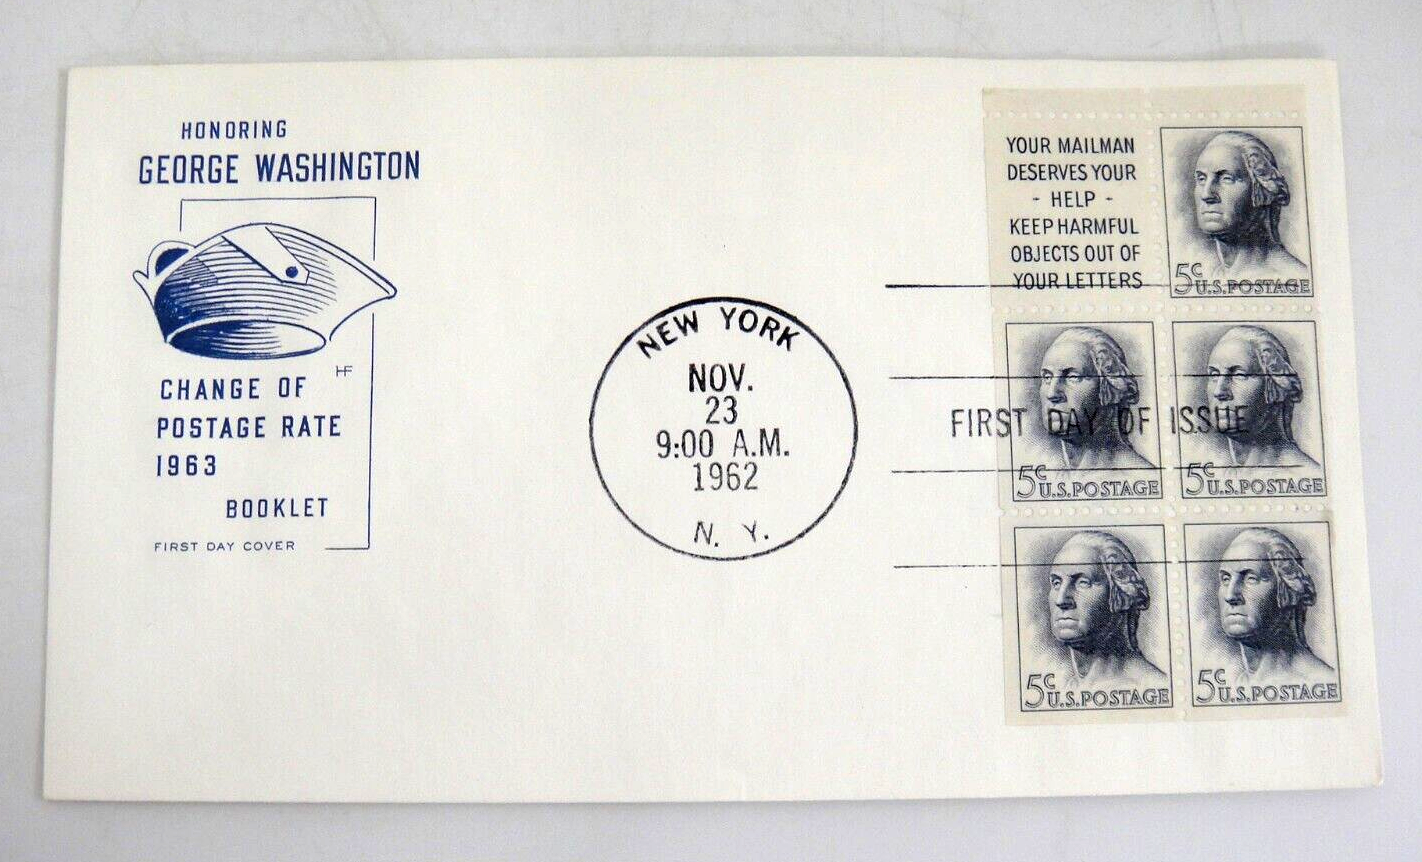 HONORING
GEORGE WASHINGTON
HF
CHANGE OF
POSTAGE RATE
1963
BOOKLET
FIRST DAY COVER
NEW YORK
NOV.
23
9:00 A.M.
1962
N. Y.
FIRST DAY OF ISSUE
YOUR MAILMAN
DESERVES YOUR
- HELP -
KEEP HARMFUL
OBJECTS OUT OF
YOUR LETTERS
5c
U.S.POSTAGE
5c
U.S.POSTAGE
5c
U.S.POSTAGE
5c
U.S.POSTAGE
5c
U.S.POSTAGE